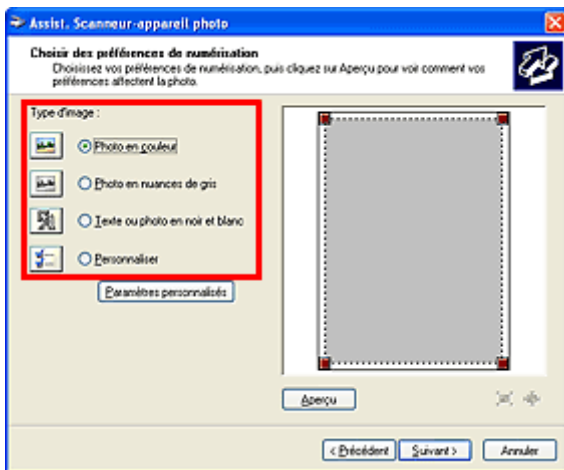 Assist. Scanneur-appareil photo
Choisir des préférences de numérisation
Choisissez vos préférences de numérisation, puis cliquez sur Aperçu pour voir comment vos
préférences affectent la photo.
Type d'image :
Photo en couleur
Photo en nuances de gris
Texte ou photo en noir et blanc
Personnaliser
Paramètres personnalisés
Aperçu
< Précédent
Suivant >
Annuler